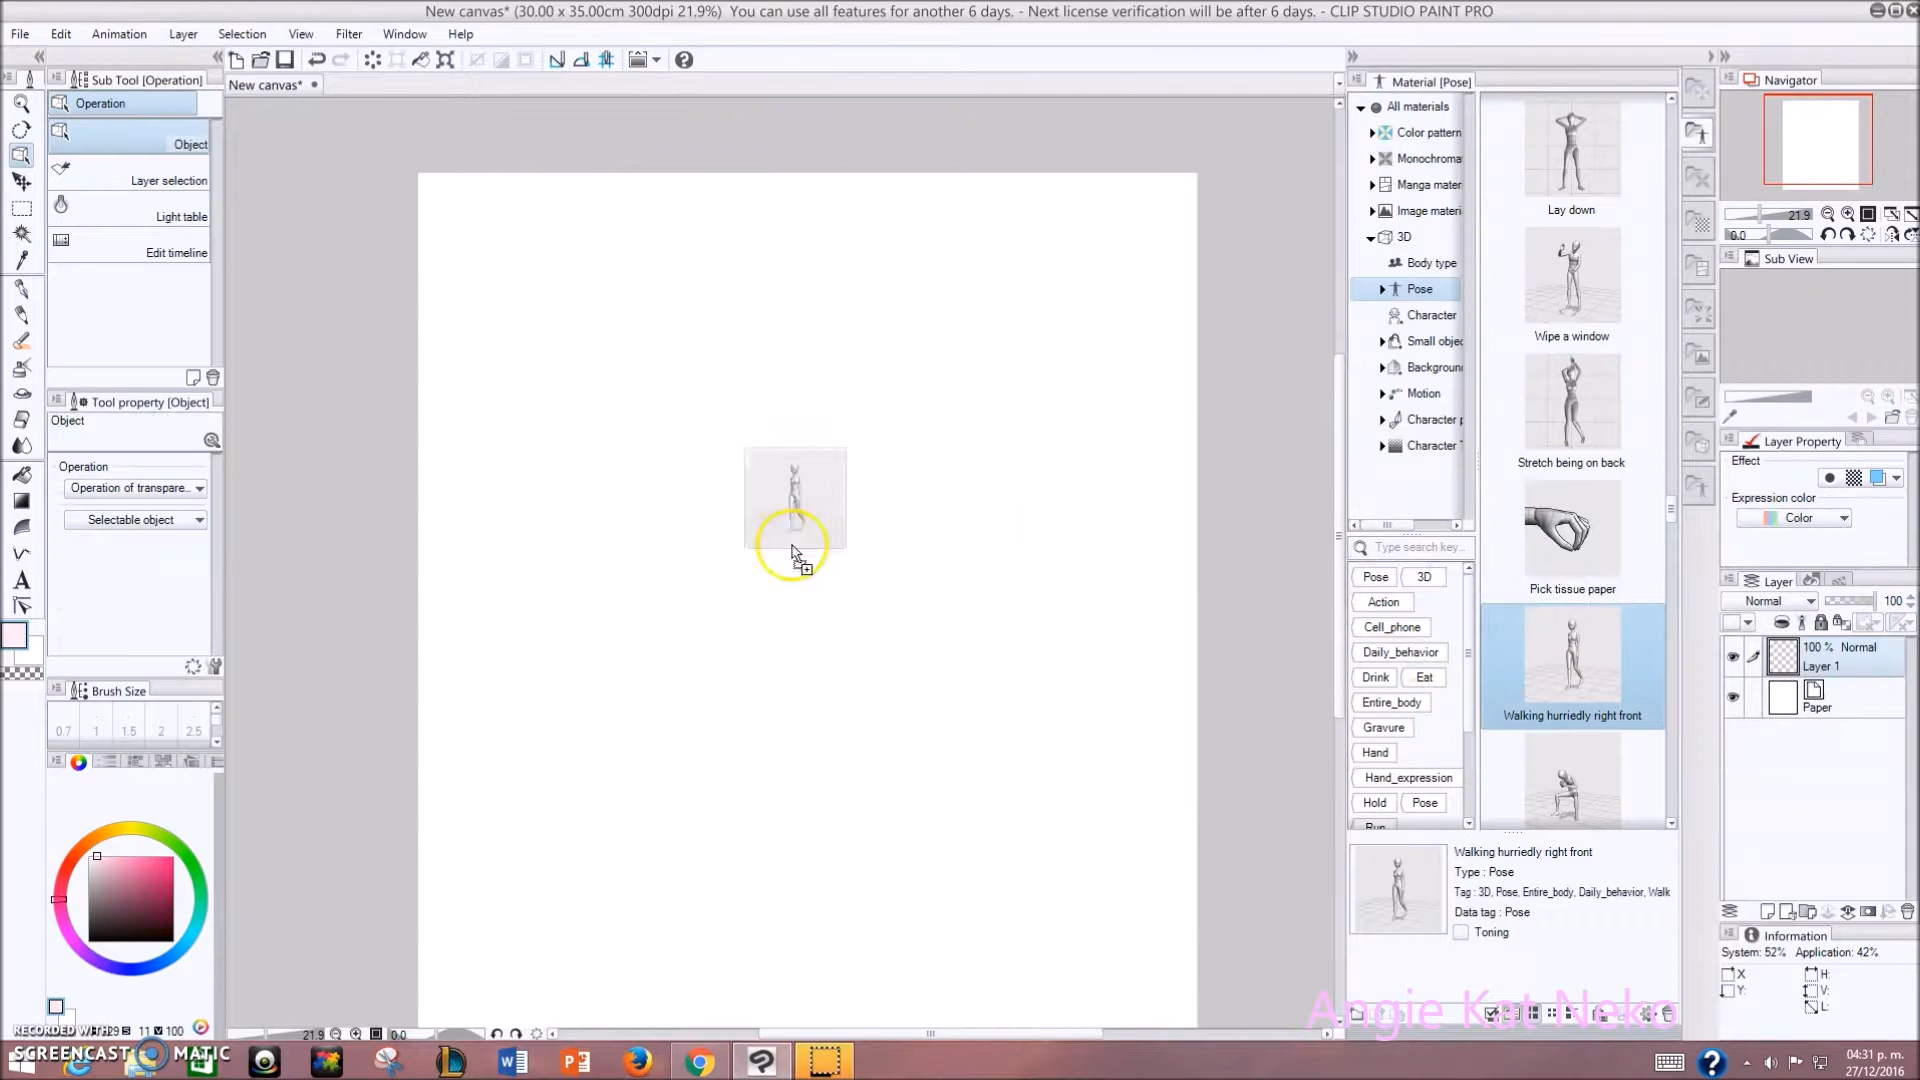 New canvas* (30.00 x 35.00cm 300dpi 21.9%)  You can use all features for another 6 days. - Next license verification will be after 6 days. - CLIP STUDIO PAINT PRO
File Edit Animation Layer Selection View Filter Window Help
Sub Tool [Operation]
Operation
Object
Layer selection
Light table
Edit timeline
Tool property [Object]
Object
Operation
Operation of transpare...
Selectable object
Brush Size
0.7 1 1.5 2 2.5
New canvas*
21.9 0.0
Material [Pose]
All materials
Color pattern
Monochroma
Manga mater
Image materi
3D
Body type
Pose
Character
Small objec
Backgroun
Motion
Character p
Character T
Type search key...
Pose 3D
Action
Cell_phone
Daily_behavior
Drink Eat
Entire_body
Gravure
Hand
Hand_expression
Hold Pose
Run
Lay down
Wipe a window
Stretch being on back
Pick tissue paper
Walking hurriedly right front
Walking hurriedly right front
Type : Pose
Tag : 3D, Pose, Entire_body, Daily_behavior, Walk
Data tag : Pose
Toning
Navigator
21.9
0.0
Sub View
Layer Property
Effect
Expression color
Color
Layer
Normal 100
100 % Normal
Layer 1
Paper
Information
System: 52% Application: 42%
X H:
Y: V:
L:
Angie Kat Neko
RECORDED WITH
S 11 V 100
SCREENCAST MATIC
04:31 p. m.
27/12/2016